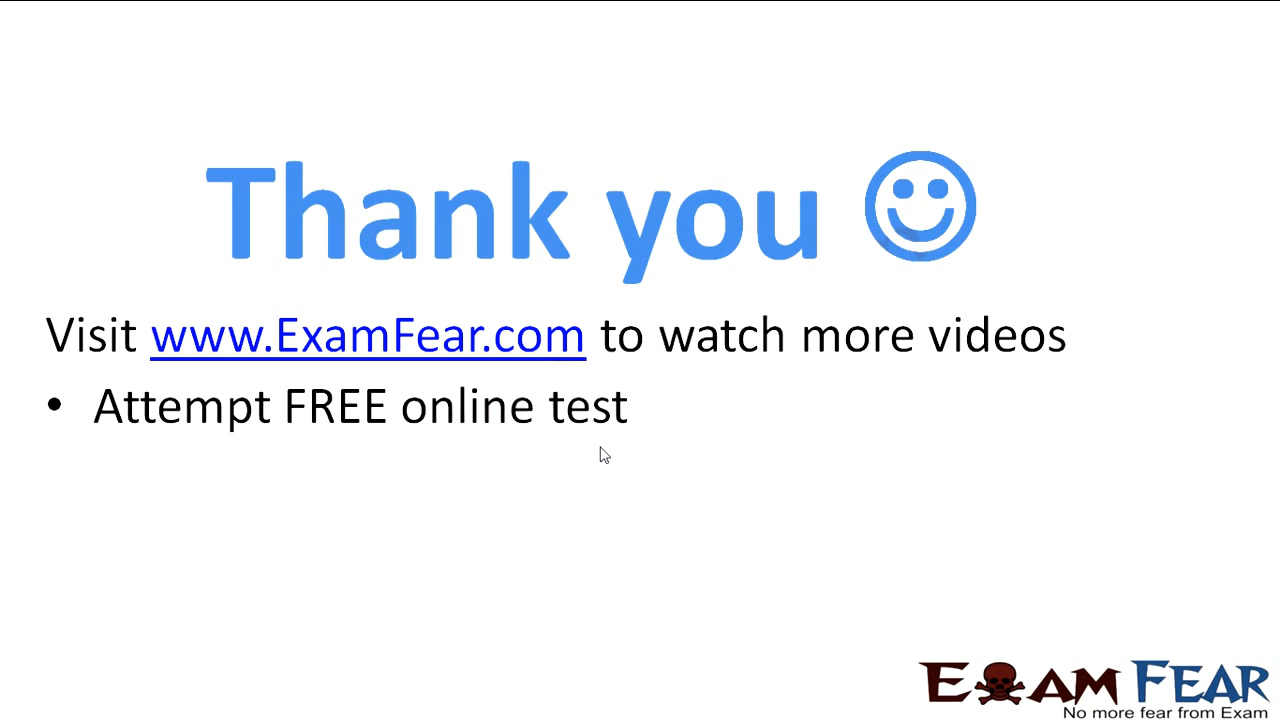 Thank you ☺
Visit www.ExamFear.com to watch more videos
• Attempt FREE online test
EXAM FEAR
No more fear from Exam